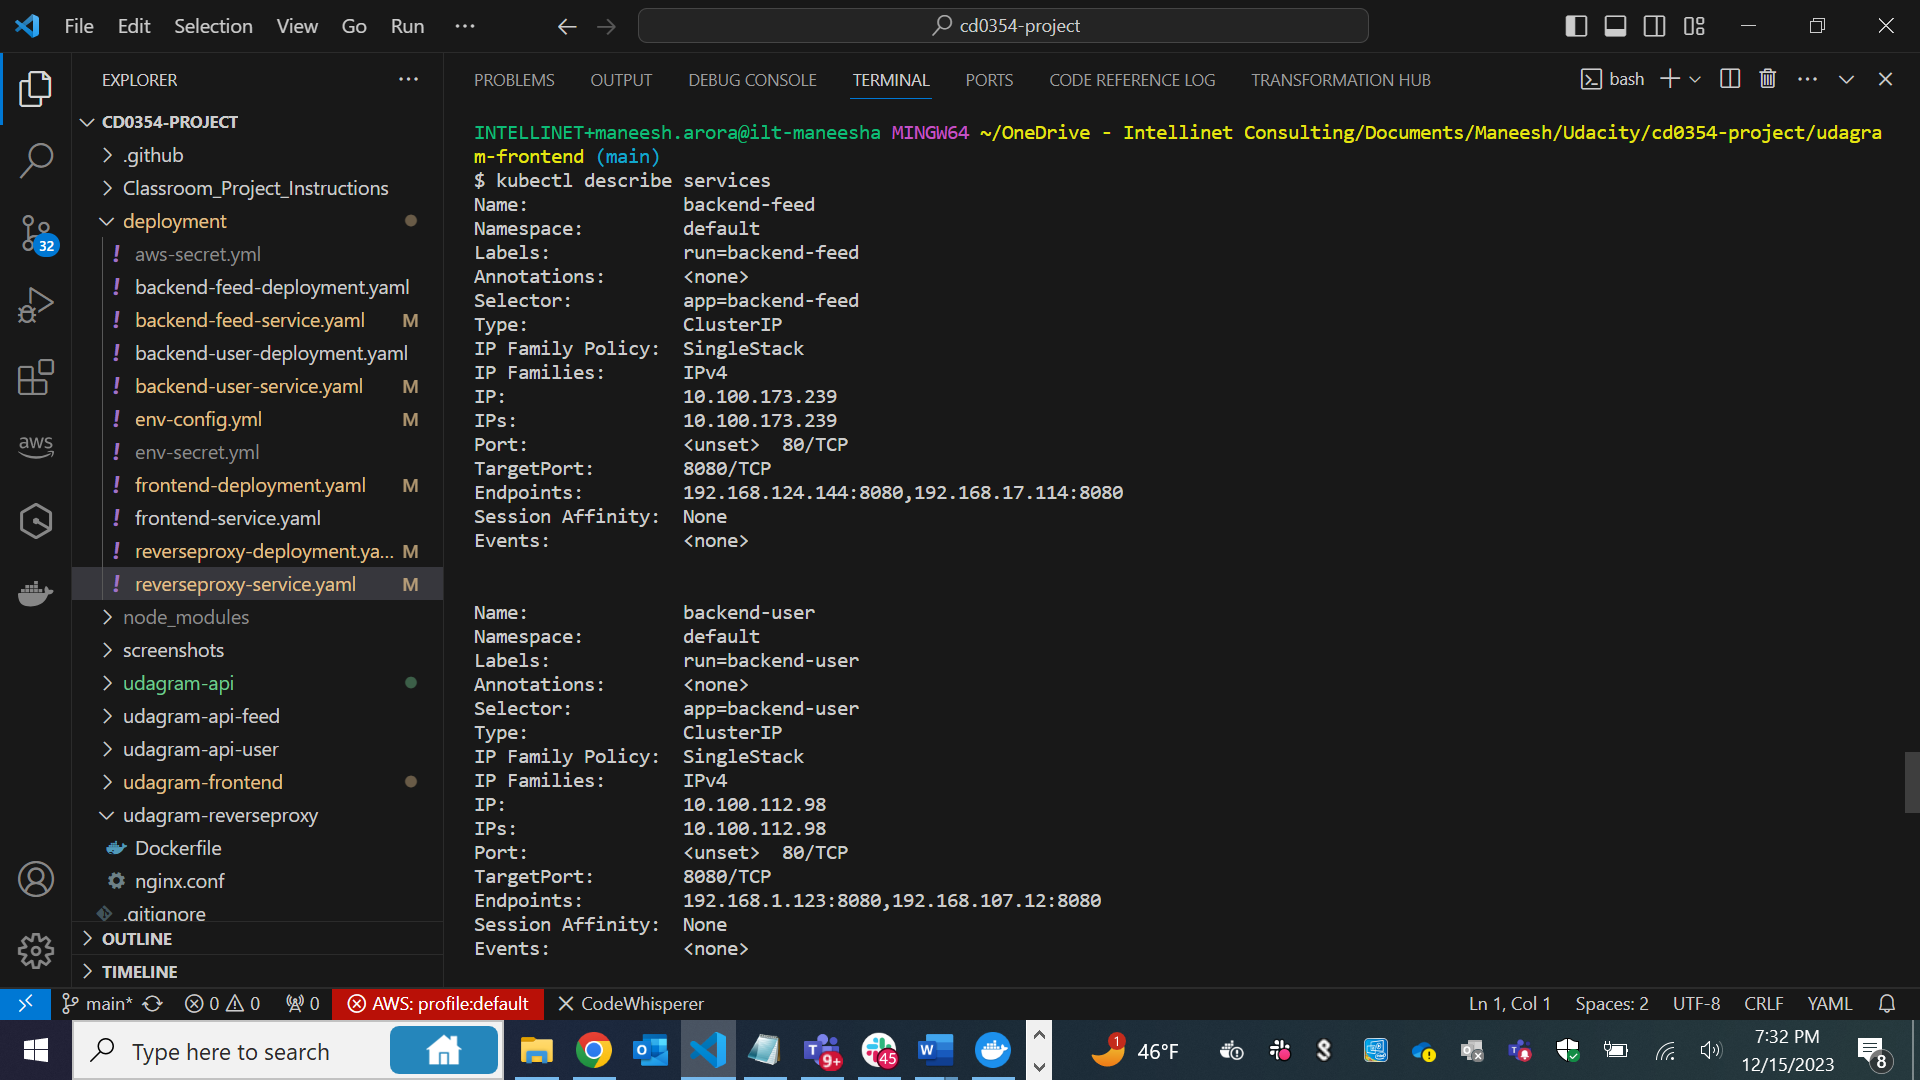 File Edit Selection View Go Run ··· cd0354-project
EXPLORER ···
CD0354-PROJECT
.github
Classroom_Project_Instructions
deployment
32
! aws-secret.yml
! backend-feed-deployment.yaml
! backend-feed-service.yaml M
! backend-user-deployment.yaml
! backend-user-service.yaml M
! env-config.yml M
aws
! env-secret.yml
! frontend-deployment.yaml M
! frontend-service.yaml
! reverseproxy-deployment.ya... M
! reverseproxy-service.yaml M
node_modules
screenshots
udagram-api
udagram-api-feed
udagram-api-user
udagram-frontend
udagram-reverseproxy
Dockerfile
nginx.conf
.gitignore
OUTLINE
TIMELINE
PROBLEMS OUTPUT DEBUG CONSOLE TERMINAL PORTS CODE REFERENCE LOG TRANSFORMATION HUB bash ···
INTELLINET+maneesh.arora@ilt-maneesha MINGW64 ~/OneDrive - Intellinet Consulting/Documents/Maneesh/Udacity/cd0354-project/udagra
m-frontend (main)
$ kubectl describe services
Name: backend-feed
Namespace: default
Labels: run=backend-feed
Annotations: <none>
Selector: app=backend-feed
Type: ClusterIP
IP Family Policy: SingleStack
IP Families: IPv4
IP: 10.100.173.239
IPs: 10.100.173.239
Port: <unset> 80/TCP
TargetPort: 8080/TCP
Endpoints: 192.168.124.144:8080,192.168.17.114:8080
Session Affinity: None
Events: <none>
Name: backend-user
Namespace: default
Labels: run=backend-user
Annotations: <none>
Selector: app=backend-user
Type: ClusterIP
IP Family Policy: SingleStack
IP Families: IPv4
IP: 10.100.112.98
IPs: 10.100.112.98
Port: <unset> 80/TCP
TargetPort: 8080/TCP
Endpoints: 192.168.1.123:8080,192.168.107.12:8080
Session Affinity: None
Events: <none>
main* 0 0 0 AWS: profile:default CodeWhisperer Ln 1, Col 1 Spaces: 2 UTF-8 CRLF YAML
Type here to search 9+ 45 1 46°F 7:32 PM
12/15/2023 8